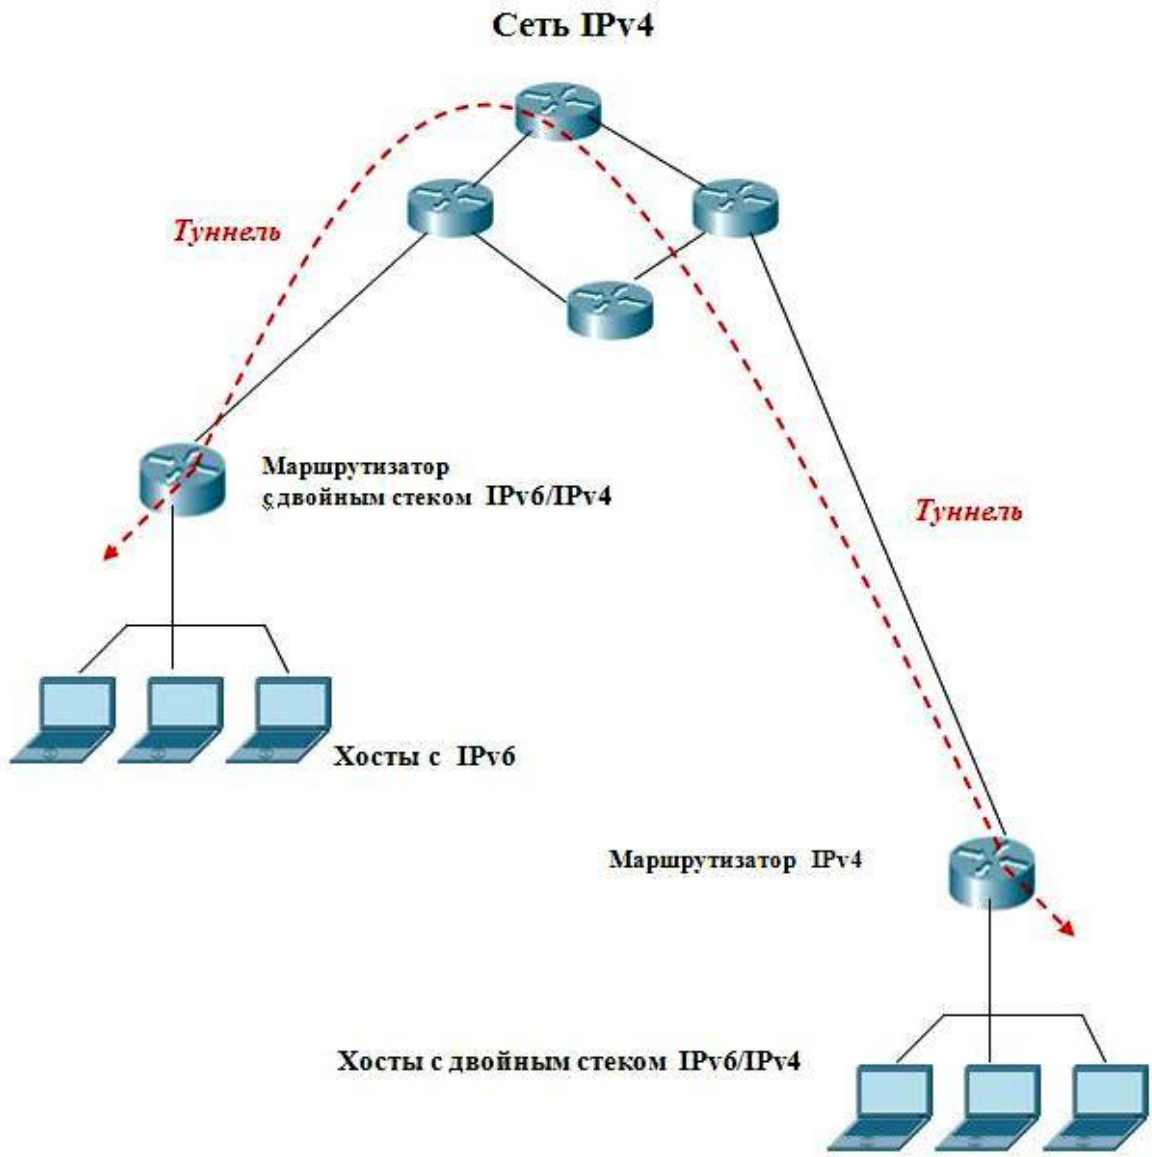 Сеть IPv4
Туннель
Маршрутизатор
с двойным стеком IPv6/IPv4
Туннель
Хосты с IPv6
Маршрутизатор IPv4
Хосты с двойным стеком IPv6/IPv4